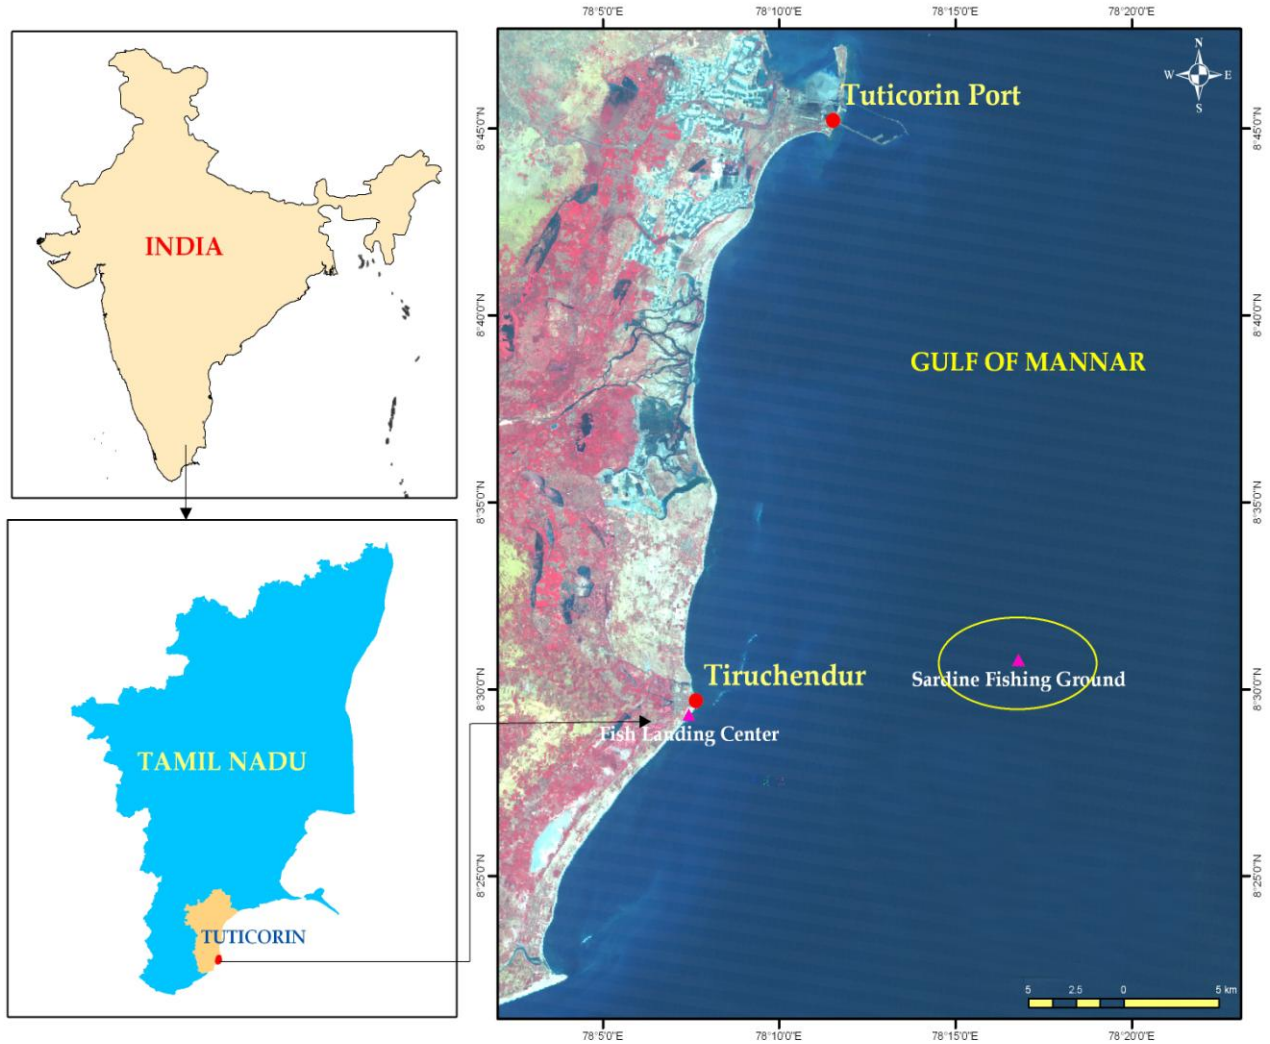 INDIA
TAMIL NADU
TUTICORIN
78°5'0"E 78°10'0"E 78°15'0"E 78°20'0"E
N
W E
S
Tuticorin Port
8°45'0"N 8°45'0"N
8°40'0"N 8°40'0"N
GULF OF MANNAR
8°35'0"N 8°35'0"N
Tiruchendur
Sardine Fishing Ground
8°30'0"N 8°30'0"N
Fish Landing Center
8°25'0"N 8°25'0"N
5 2.5 0 5 km
78°5'0"E 78°10'0"E 78°15'0"E 78°20'0"E